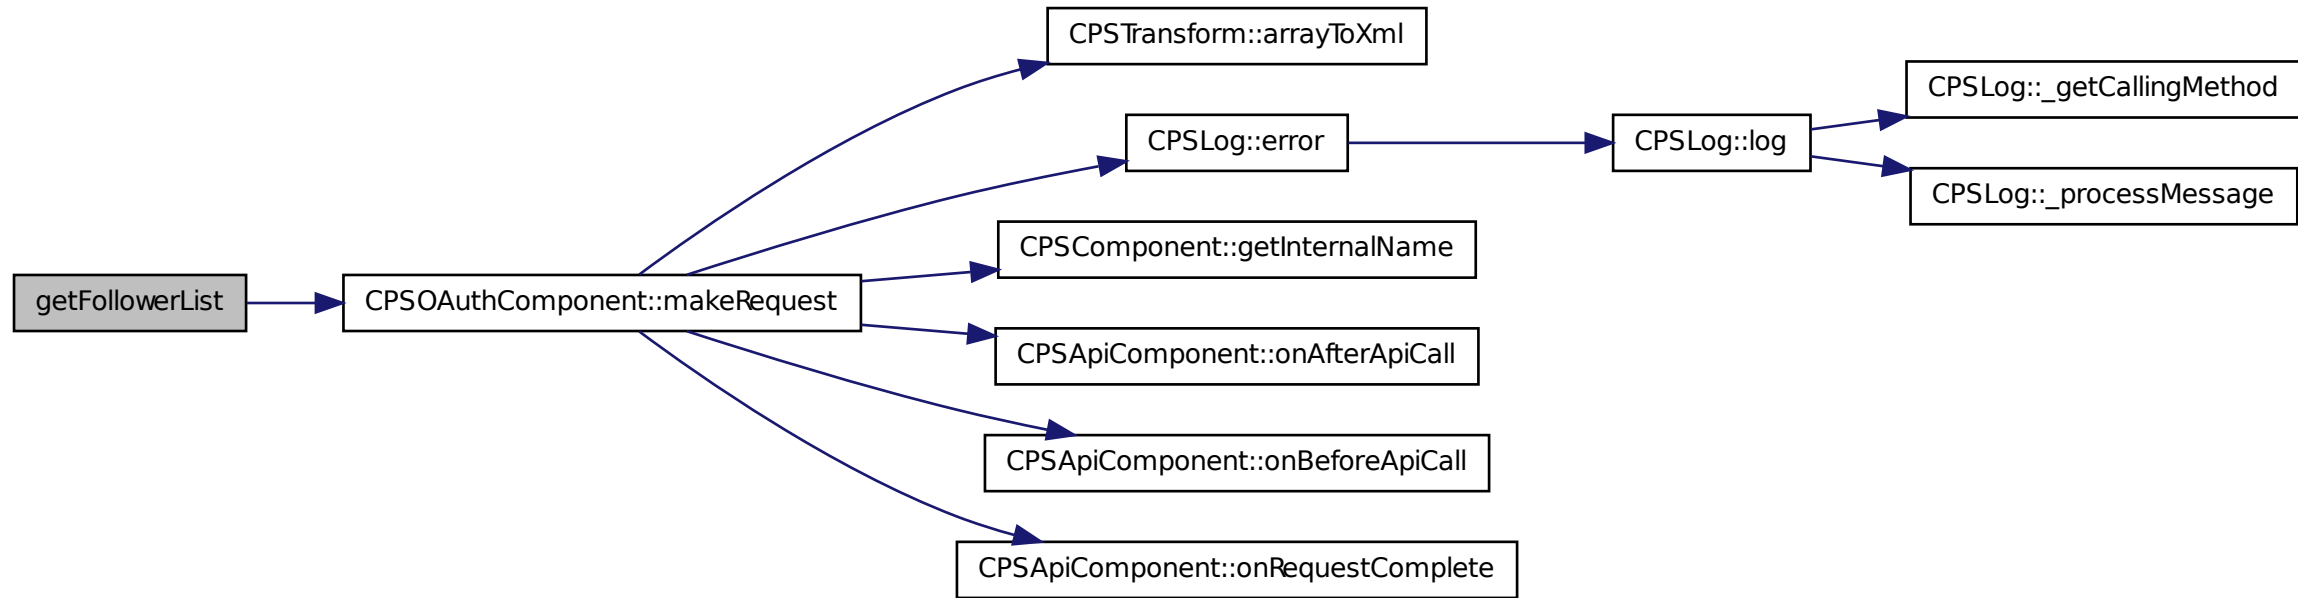 getFollowerList
CPSOAuthComponent::makeRequest
CPSTransform::arrayToXml
CPSLog::error
CPSComponent::getInternalName
CPSApiComponent::onAfterApiCall
CPSApiComponent::onBeforeApiCall
CPSApiComponent::onRequestComplete
CPSLog::log
CPSLog::_getCallingMethod
CPSLog::_processMessage